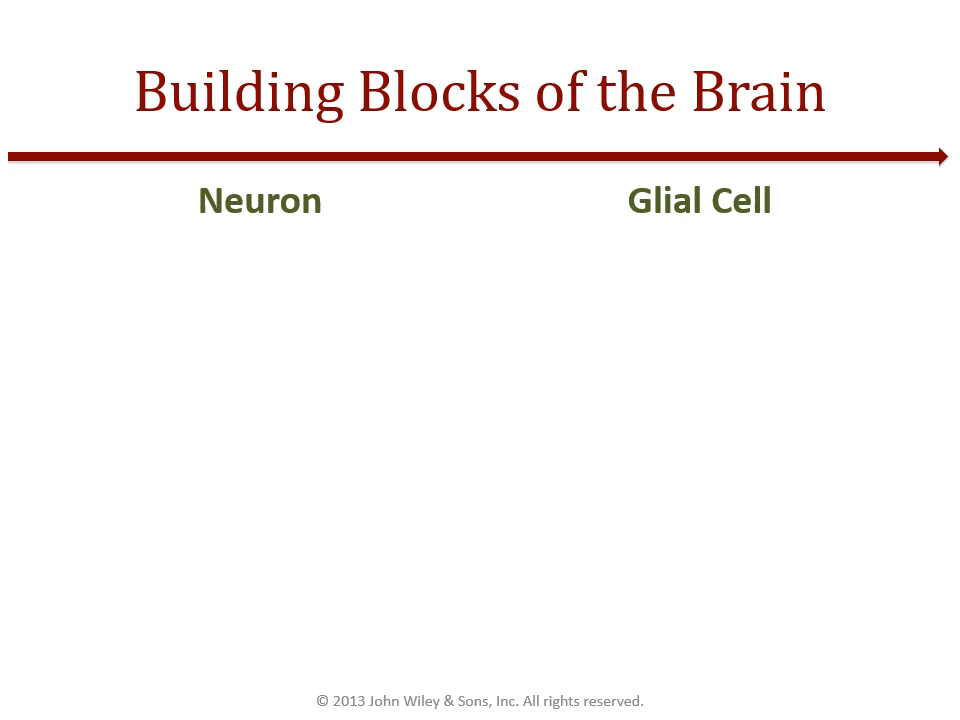 Building Blocks of the Brain
Neuron
Glial Cell
© 2013 John Wiley & Sons, Inc. All rights reserved.